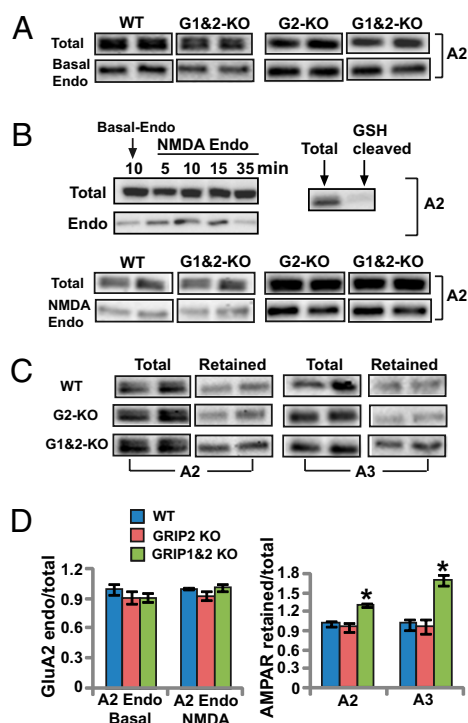 A
WT G1&2-KO G2-KO G1&2-KO
Total
Basal Endo
A2
B
Basal-Endo
NMDA Endo
10 5 10 15 35 min
Total
Endo
GSH cleaved
Total
A2
WT G1&2-KO G2-KO G1&2-KO
Total
NMDA Endo
A2
C
Total Retained Total Retained
WT
G2-KO
G1&2-KO
A2 A3
D
WT
GRIP2 KO
GRIP1&2 KO
GluA2 endo/total
1.2
0.9
0.6
0.3
0
A2 Endo Basal
A2 Endo NMDA
AMPAR retained/total
1.8
1.5
1.2
0.9
0.6
0.3
0
* *
A2 A3